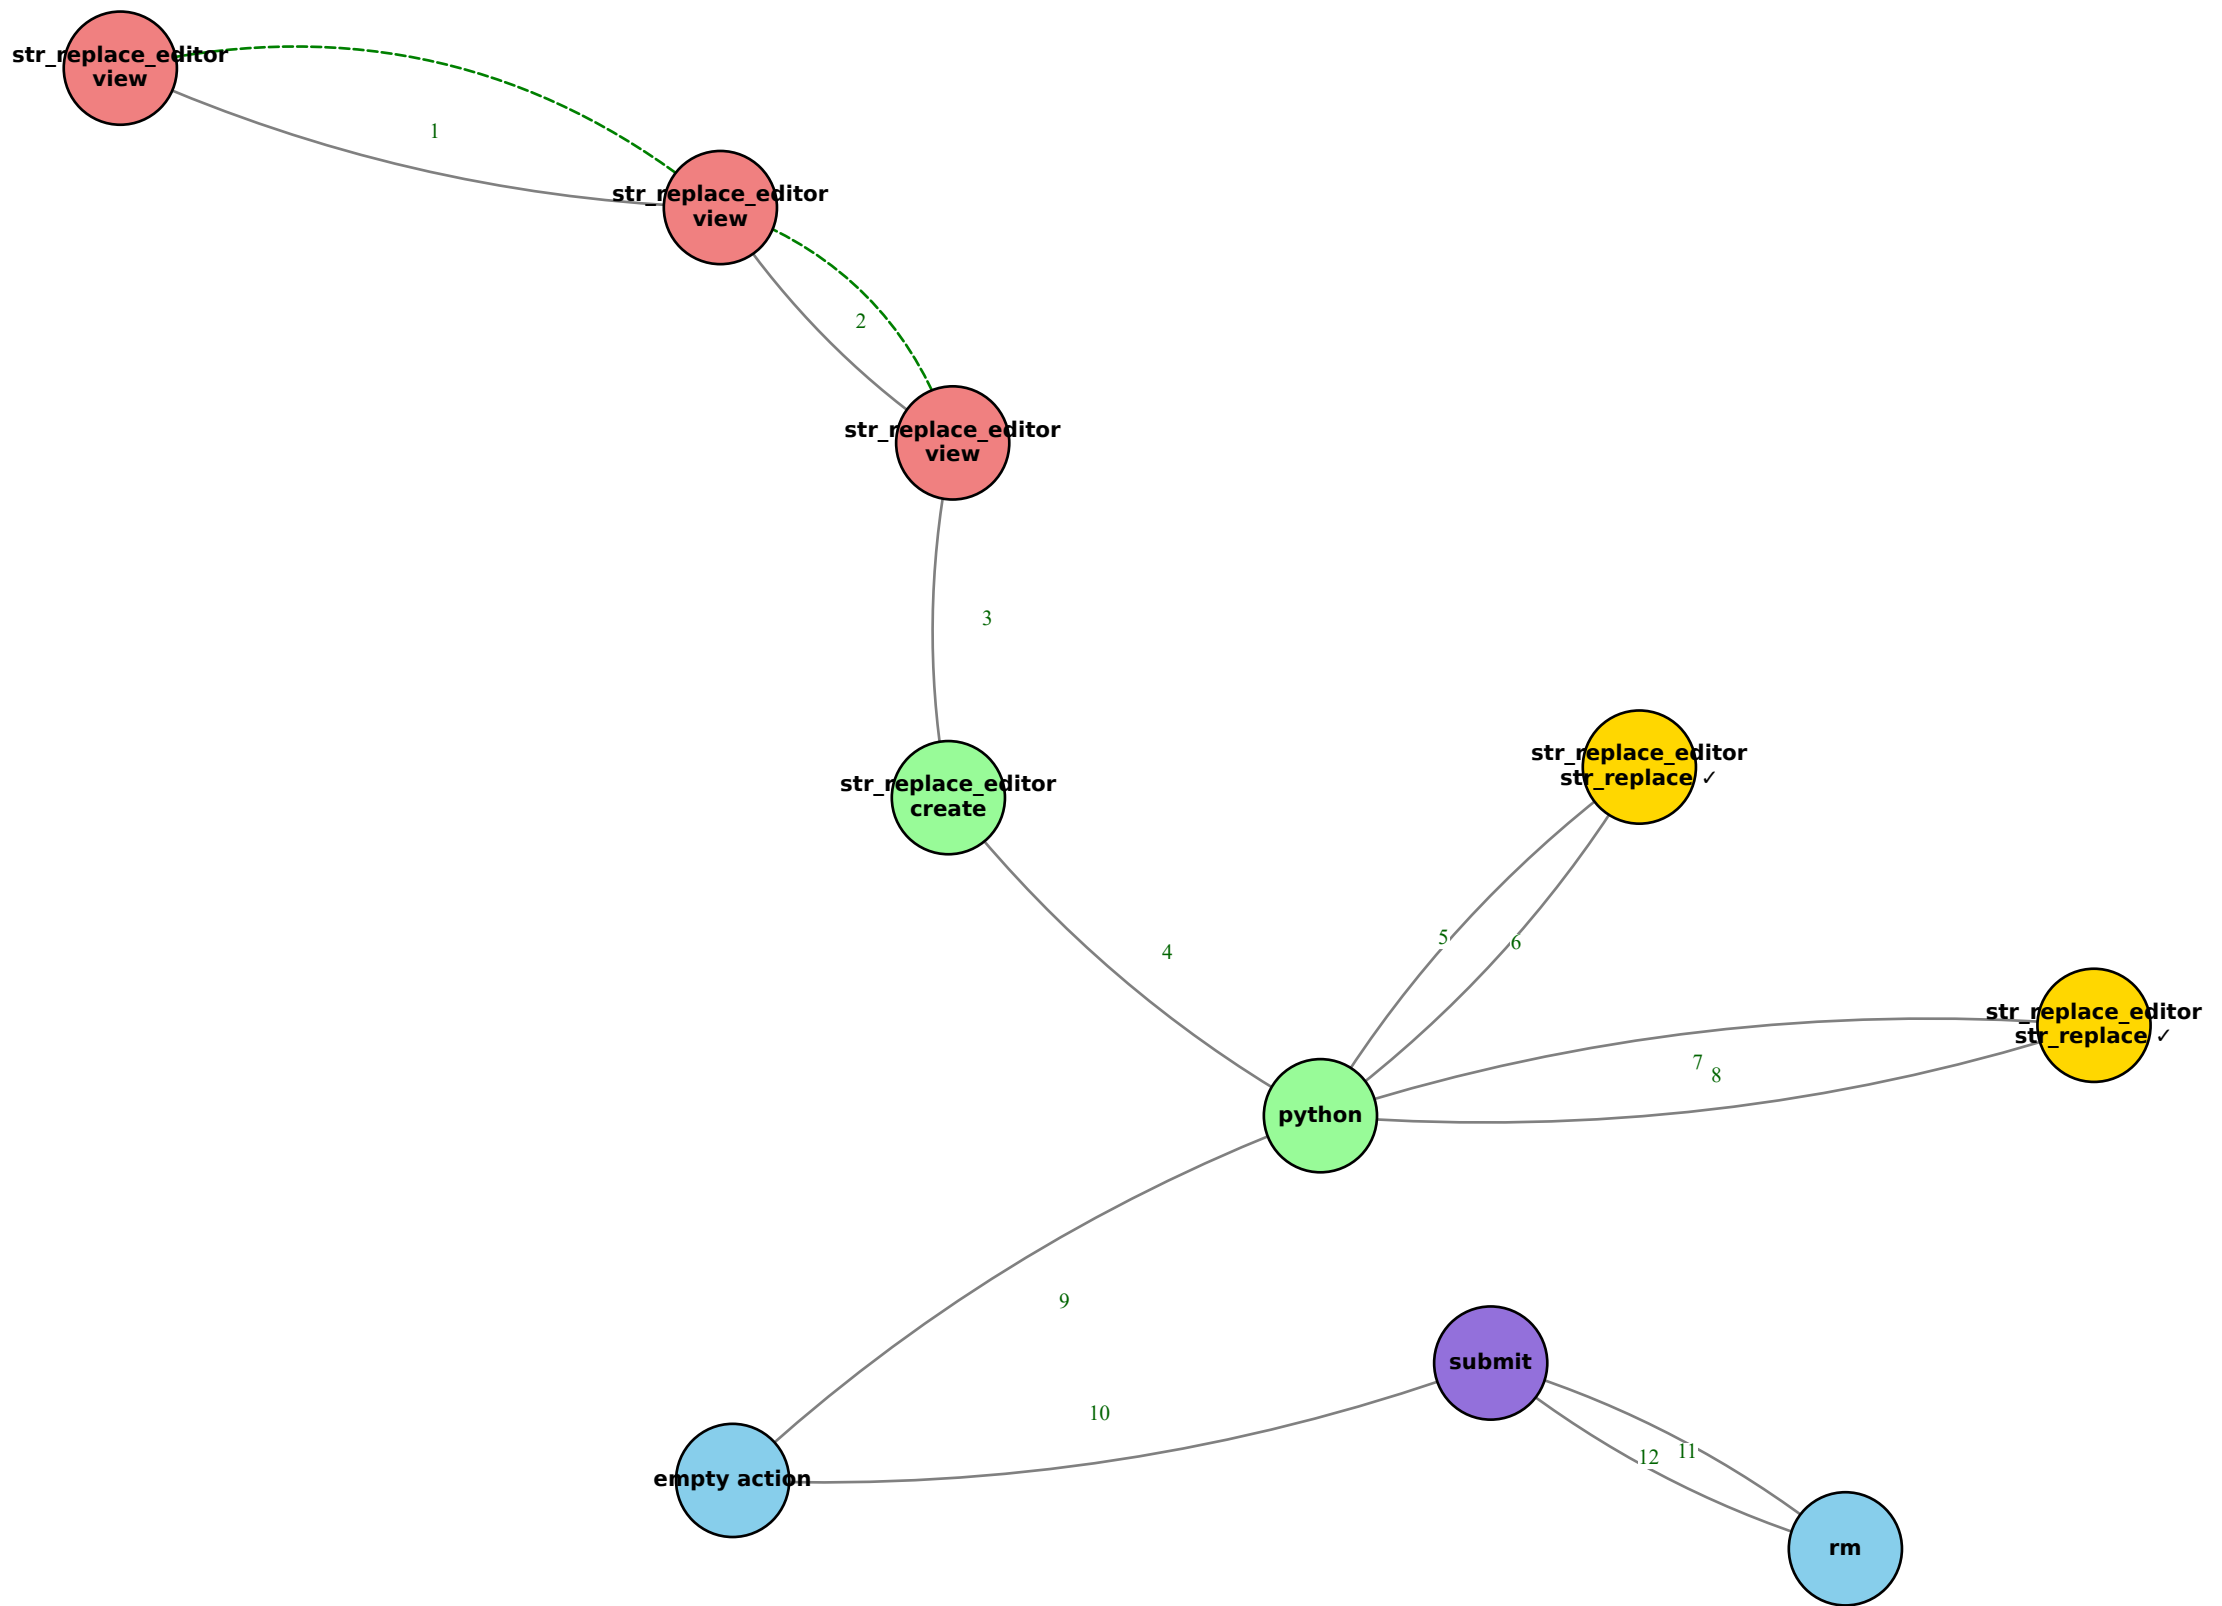 str_replace_editor
view
1
str_replace_editor
view
2
str_replace_editor
view
3
str_replace_editor
create
str_replace_editor
str_replace ✓
4
5
6
str_replace_editor
str_replace ✓
7
8
python
9
submit
10
11
12
empty action
rm